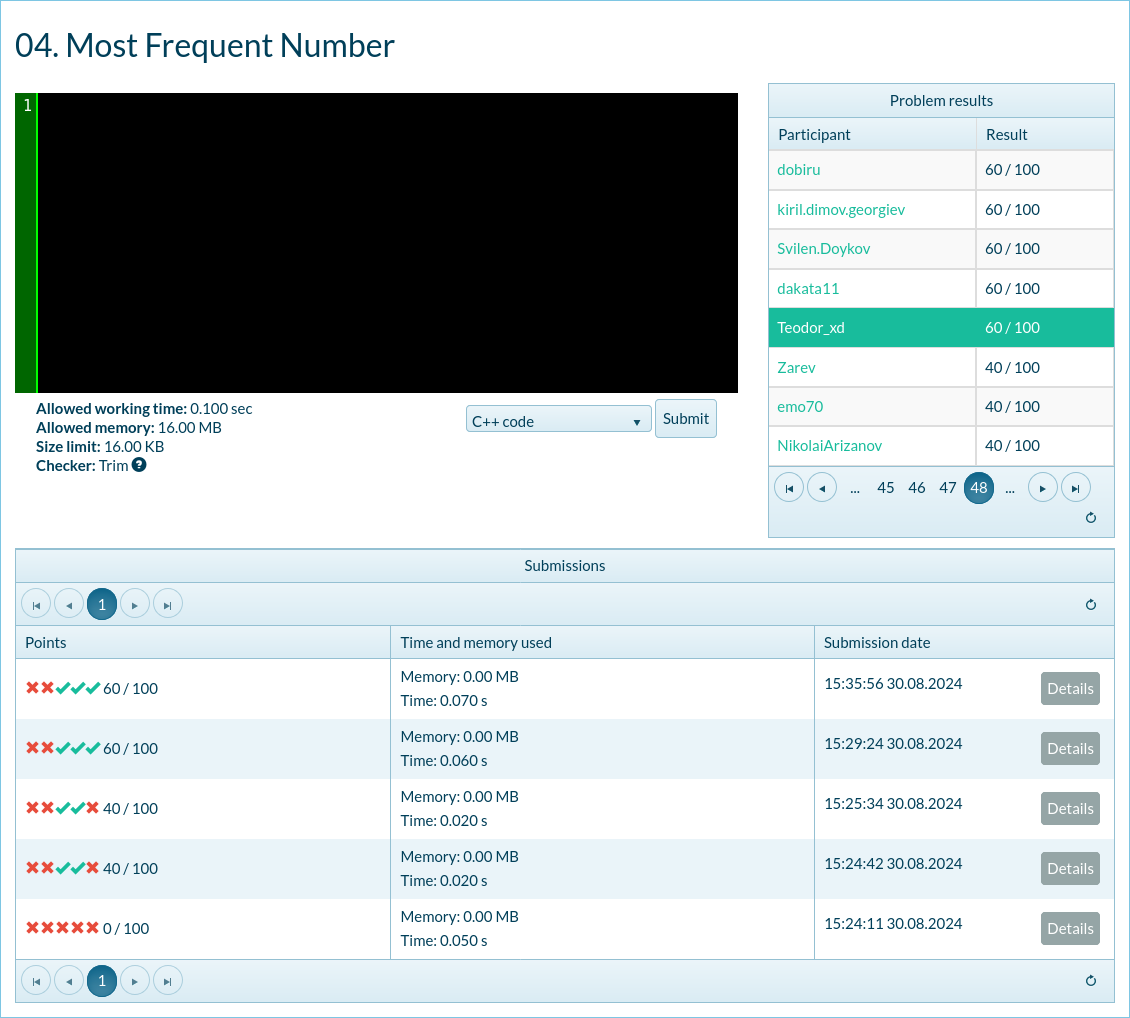 04. Most Frequent Number
1
Allowed working time: 0.100 sec
Allowed memory: 16.00 MB
Size limit: 16.00 KB
Checker: Trim ?
C++ code
Submit
Problem results
Participant Result
dobiru 60 / 100
kiril.dimov.georgiev 60 / 100
Svilen.Doykov 60 / 100
dakata11 60 / 100
Teodor_xd 60 / 100
Zarev 40 / 100
emo70 40 / 100
NikolaiArizanov 40 / 100
... 45 46 47 48 ...
Submissions
1
Points Time and memory used Submission date
60 / 100 Memory: 0.00 MB 15:35:56 30.08.2024 Details
Time: 0.070 s
60 / 100 Memory: 0.00 MB 15:29:24 30.08.2024 Details
Time: 0.060 s
40 / 100 Memory: 0.00 MB 15:25:34 30.08.2024 Details
Time: 0.020 s
40 / 100 Memory: 0.00 MB 15:24:42 30.08.2024 Details
Time: 0.020 s
0 / 100 Memory: 0.00 MB 15:24:11 30.08.2024 Details
Time: 0.050 s
1